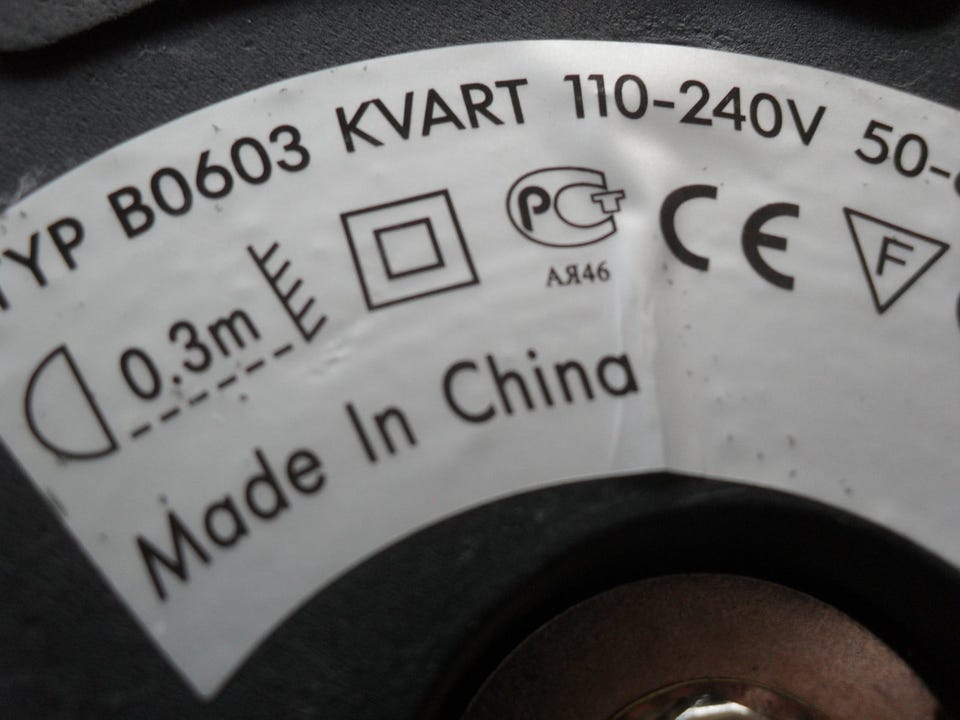 TYP B0603 KVART 110-240V 50-
0.3m
PCT
АЯ46
CE
F
Made In China